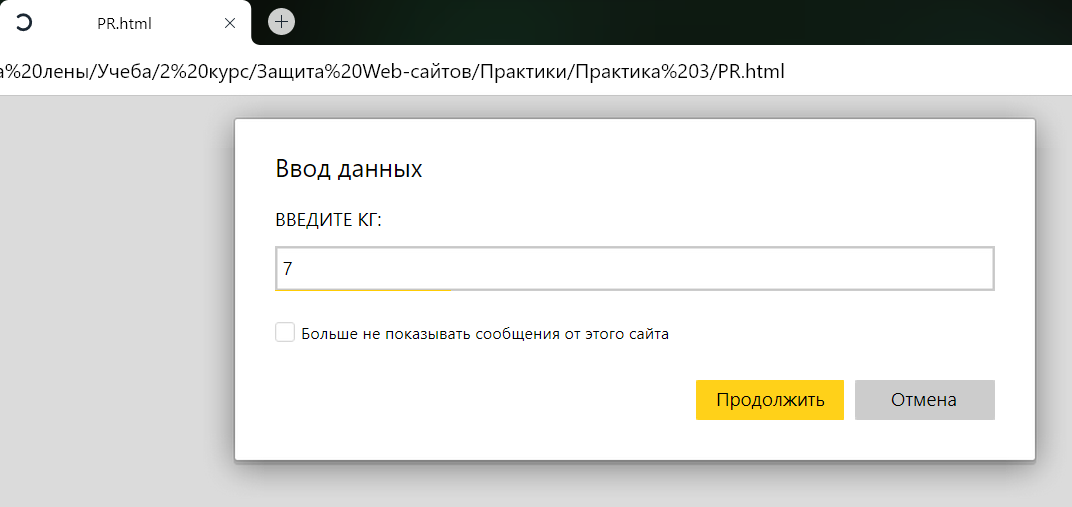 PR.html
а%20лены/Учеба/2%20курс/Защита%20Web-сайтов/Практики/Практика%203/PR.html
Ввод данных
ВВЕДИТЕ КГ:
7
Больше не показывать сообщения от этого сайта
Продолжить Отмена